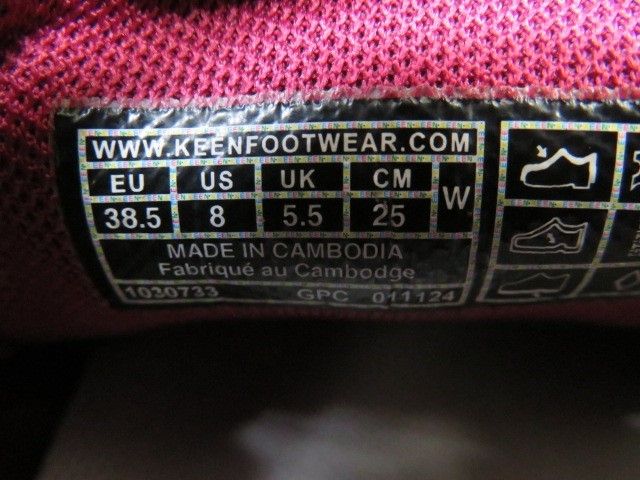 WWW.KEENFOOTWEAR.COM
EU US UK CM W
38.5 8 5.5 25
MADE IN CAMBODIA
Fabriqué au Cambodge
1030733 GPC 011124